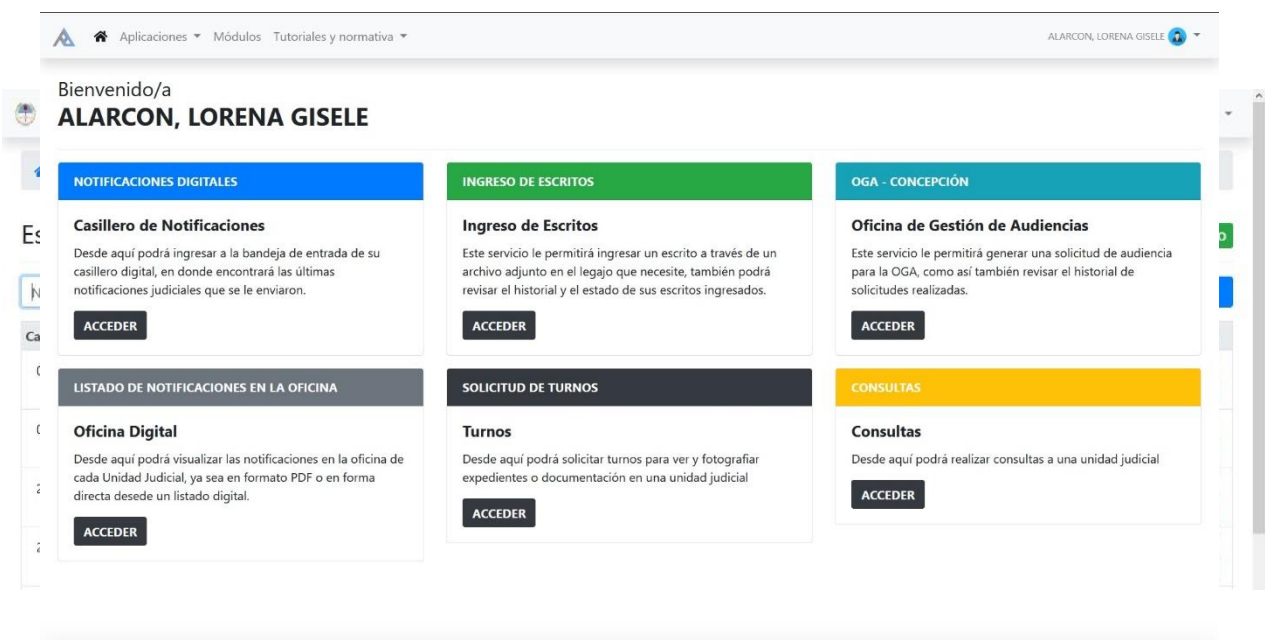 Aplicaciones Módulos Tutoriales y normativa ALARCON, LORENA GISELE
Bienvenido/a
ALARCON, LORENA GISELE
NOTIFICACIONES DIGITALES
Casillero de Notificaciones
Desde aquí podrá ingresar a la bandeja de entrada de su
casillero digital, en donde encontrará las últimas
notificaciones judiciales que se le enviaron.
ACCEDER
INGRESO DE ESCRITOS
Ingreso de Escritos
Este servicio le permitirá ingresar un escrito a través de un
archivo adjunto en el legajo que necesite, también podrá
revisar el historial y el estado de sus escritos ingresados.
ACCEDER
OGA - CONCEPCIÓN
Oficina de Gestión de Audiencias
Este servicio le permitirá generar una solicitud de audiencia
para la OGA, como así también revisar el historial de
solicitudes realizadas.
ACCEDER
LISTADO DE NOTIFICACIONES EN LA OFICINA
Oficina Digital
Desde aquí podrá visualizar las notificaciones en la oficina de
cada Unidad Judicial, ya sea en formato PDF o en forma
directa desede un listado digital.
ACCEDER
SOLICITUD DE TURNOS
Turnos
Desde aquí podrá solicitar turnos para ver y fotografiar
expedientes o documentación en una unidad judicial
ACCEDER
CONSULTAS
Consultas
Desde aquí podrá realizar consultas a una unidad judicial
ACCEDER